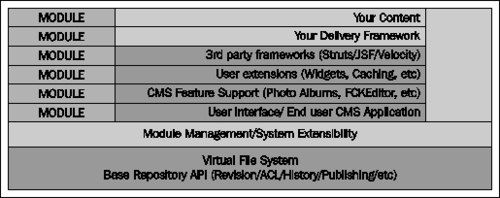 MODULE Your Content
MODULE Your Delivery Framework
MODULE 3rd party frameworks (Struts/JSF/Velocity)
MODULE User extensions (Widgets, Caching, etc)
MODULE CMS Feature Support (Photo Albums, FCKEditor, etc)
MODULE User Interface/ End user CMS Application
Module Management/System Extensibility
Virtual File System
Base Repository API (Revision/ACL/History/Publishing/etc)